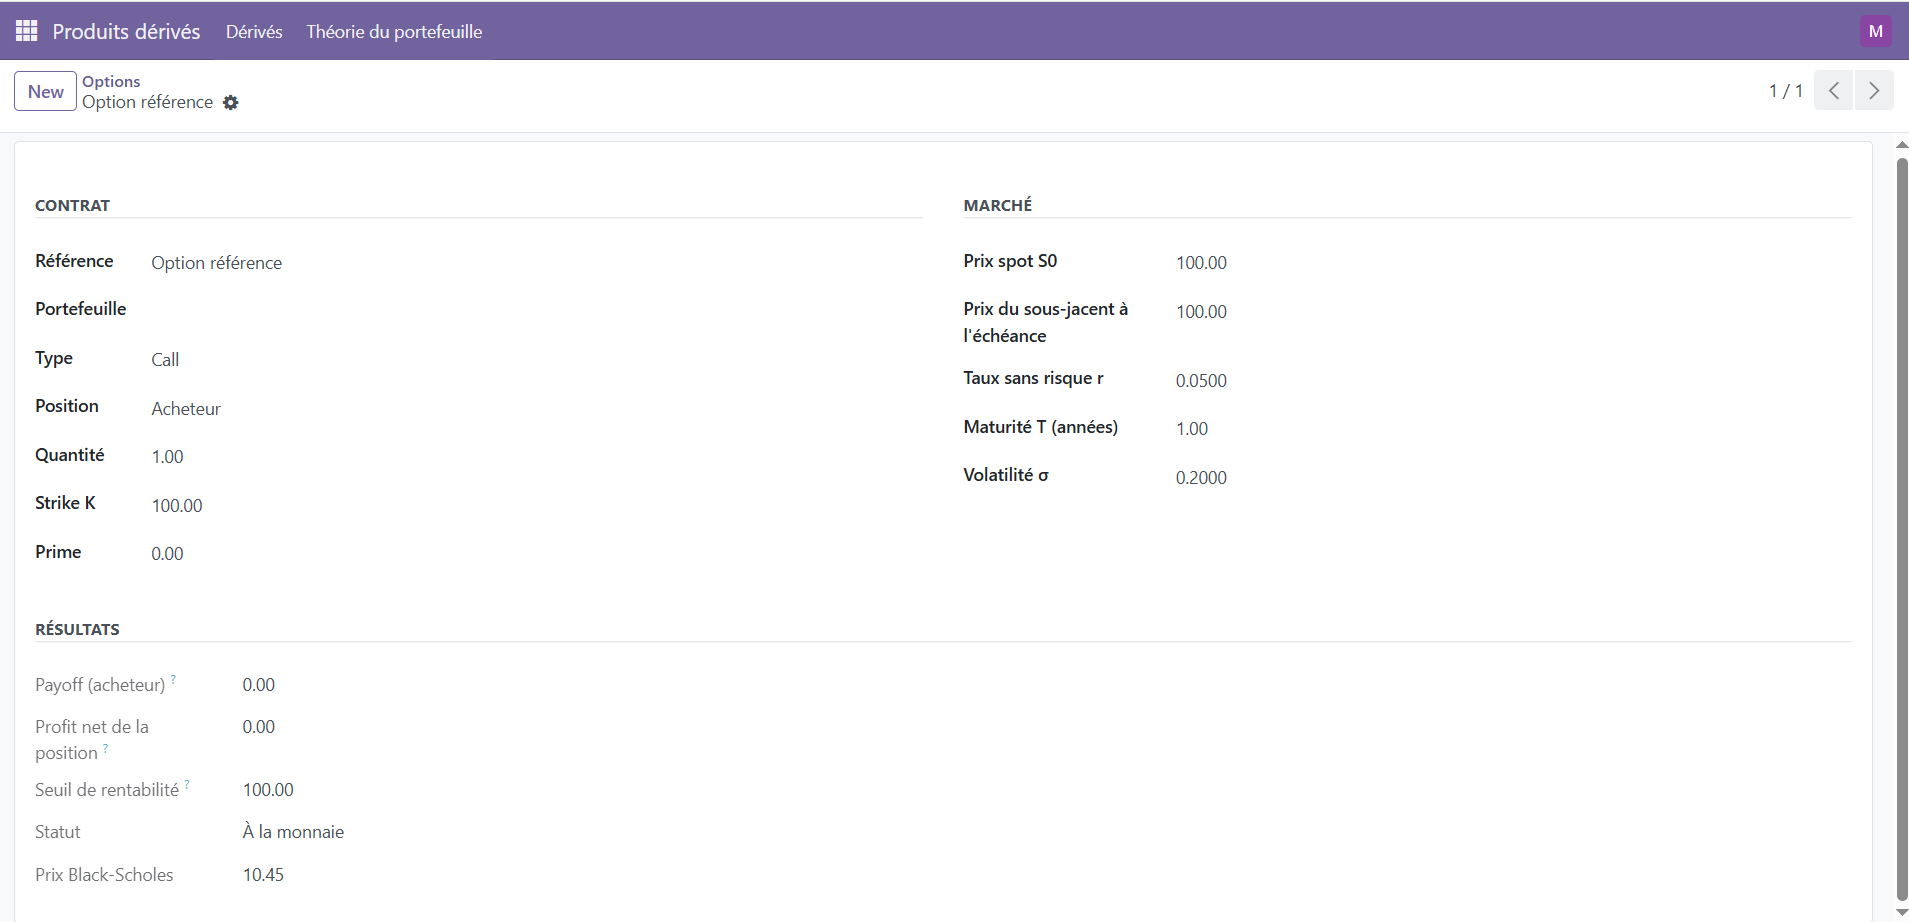 Produits dérivés Dérivés Théorie du portefeuille M
New Options 1 / 1
Option référence
CONTRAT
Référence Option référence
Portefeuille
Type Call
Position Acheteur
Quantité 1.00
Strike K 100.00
Prime 0.00
MARCHÉ
Prix spot S0 100.00
Prix du sous-jacent à 100.00
l'échéance
Taux sans risque r 0.0500
Maturité T (années) 1.00
Volatilité σ 0.2000
RÉSULTATS
Payoff (acheteur) ? 0.00
Profit net de la 0.00
position ?
Seuil de rentabilité ? 100.00
Statut À la monnaie
Prix Black-Scholes 10.45